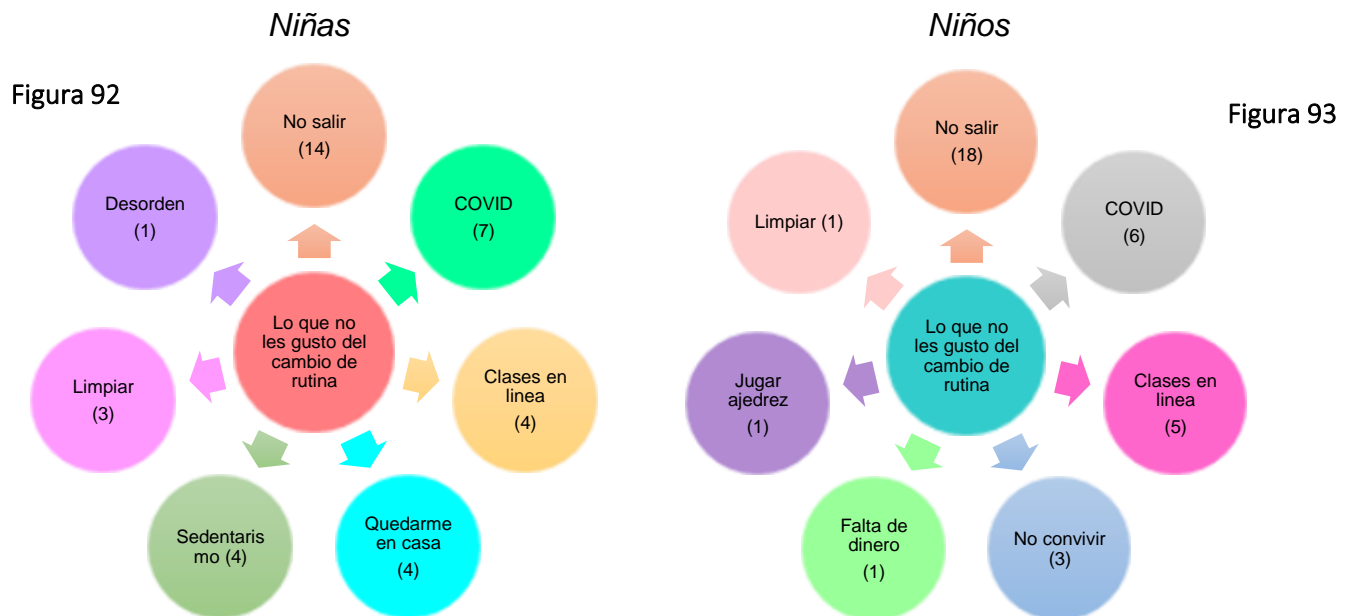 Niñas
Figura 92
No salir
(14)
COVID
(7)
Clases en
linea
(4)
Quedarme
en casa
(4)
Sedentaris
mo (4)
Limpiar
(3)
Desorden
(1)
Lo que no
les gusto del
cambio de
rutina
Niños
Figura 93
No salir
(18)
COVID
(6)
Clases en
linea
(5)
No convivir
(3)
Falta de
dinero
(1)
Jugar
ajedrez
(1)
Limpiar (1)
Lo que no
les gusto del
cambio de
rutina